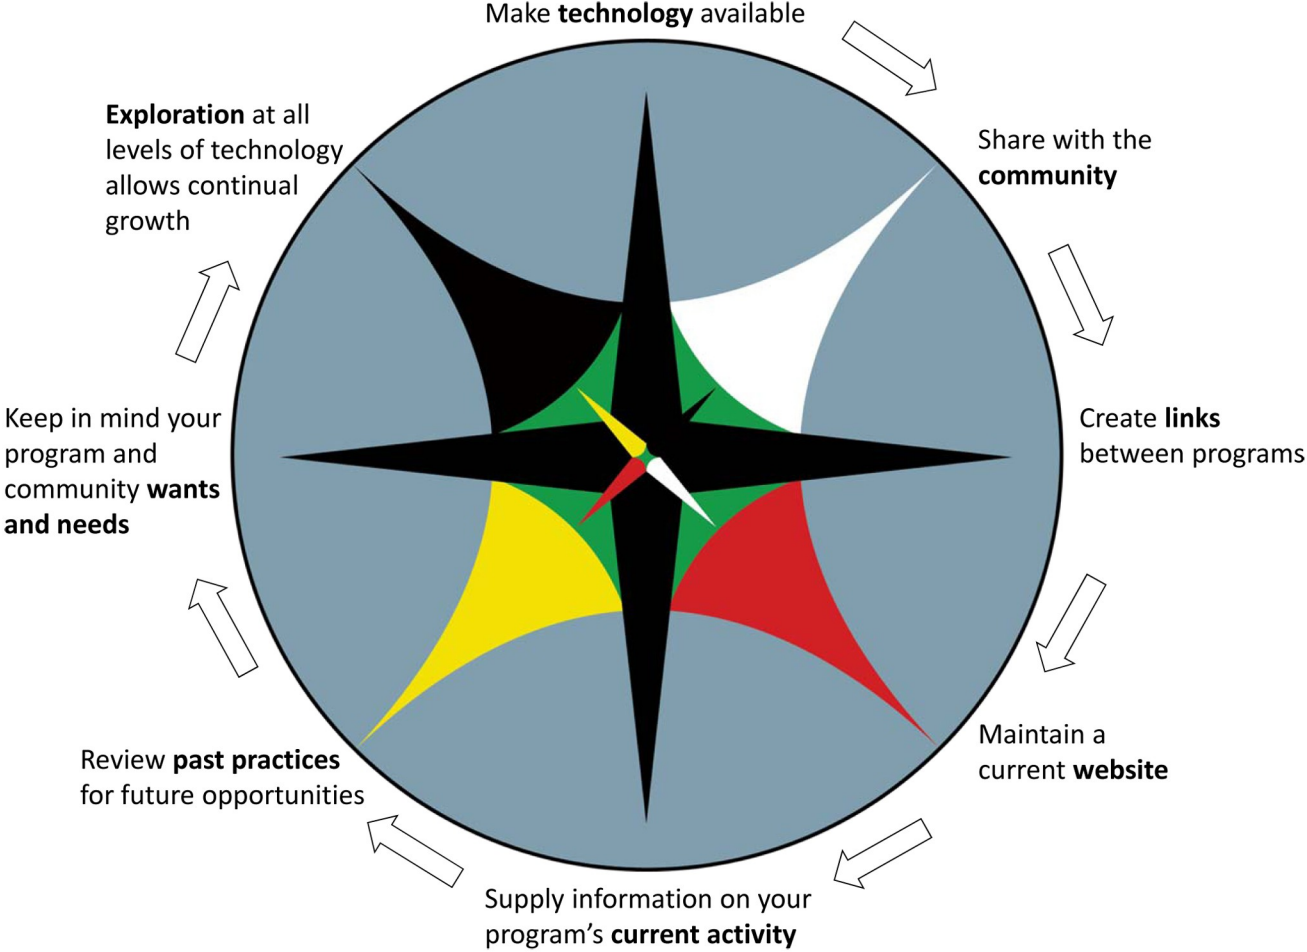 Make technology available
Share with the
community
Create links
between programs
Maintain a
current website
Supply information on your
program's current activity
Review past practices
for future opportunities
Keep in mind your
program and
community wants
and needs
Exploration at all
levels of technology
allows continual
growth